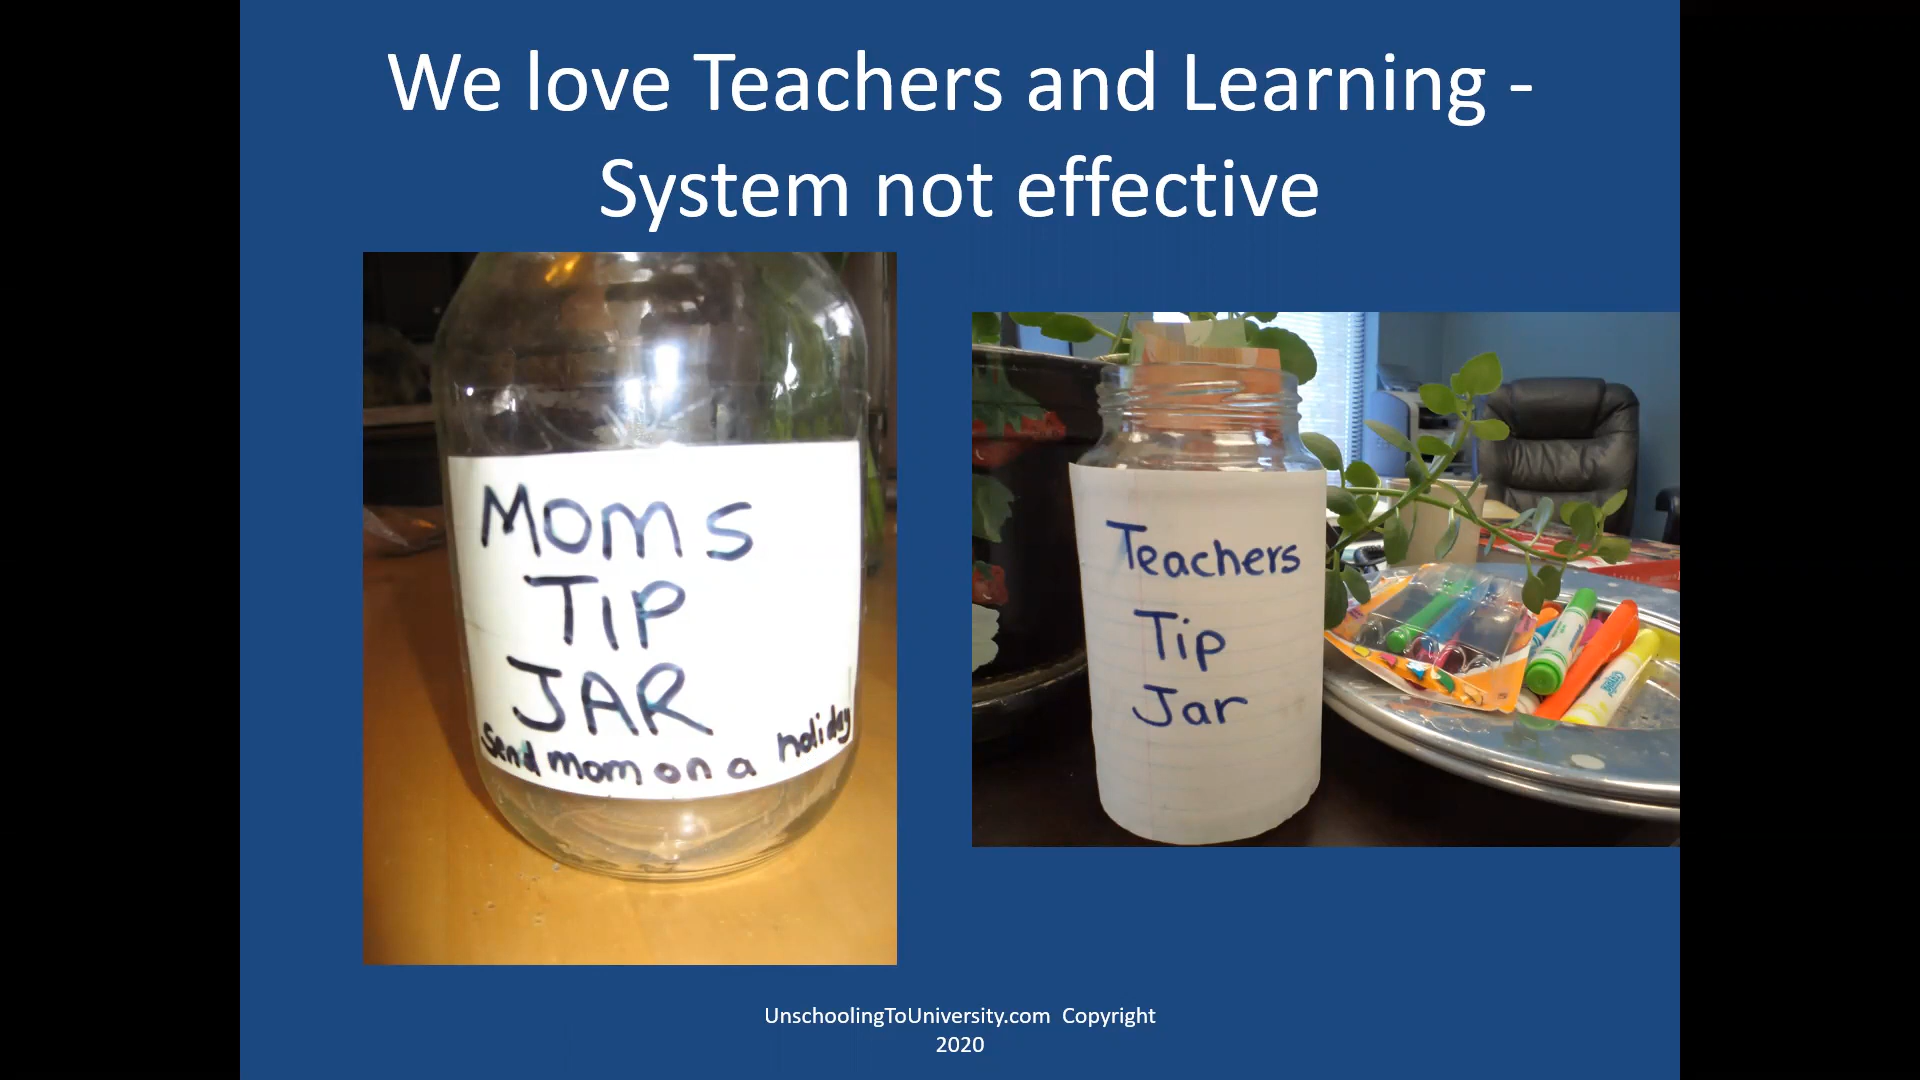 We love Teachers and Learning -
System not effective
MOMS
TIP
JAR
Send mom on a holiday
Teachers
Tip
Jar
UnschoolingToUniversity.com Copyright
2020